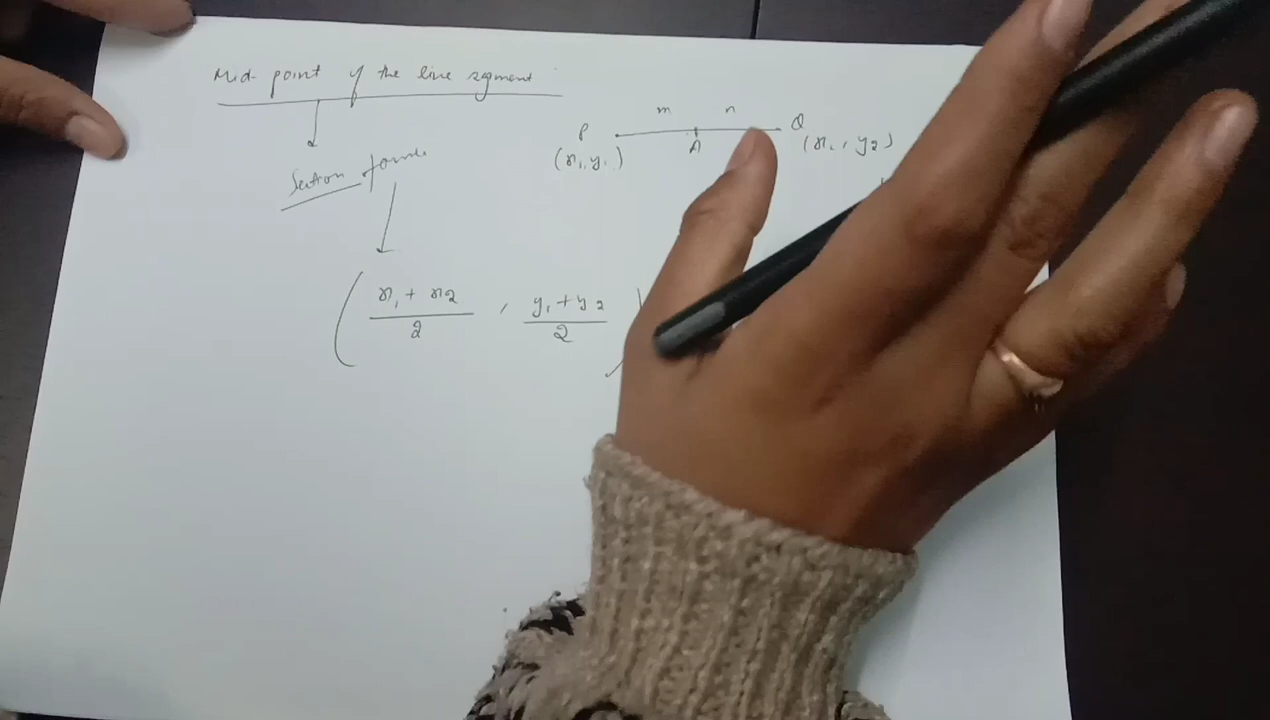 Mid point of the line segment
m n
P A Q
(x₁, y₁) (x₂, y₂)
Section formula
( x₁ + x₂ / 2 , y₁ + y₂ / 2 )